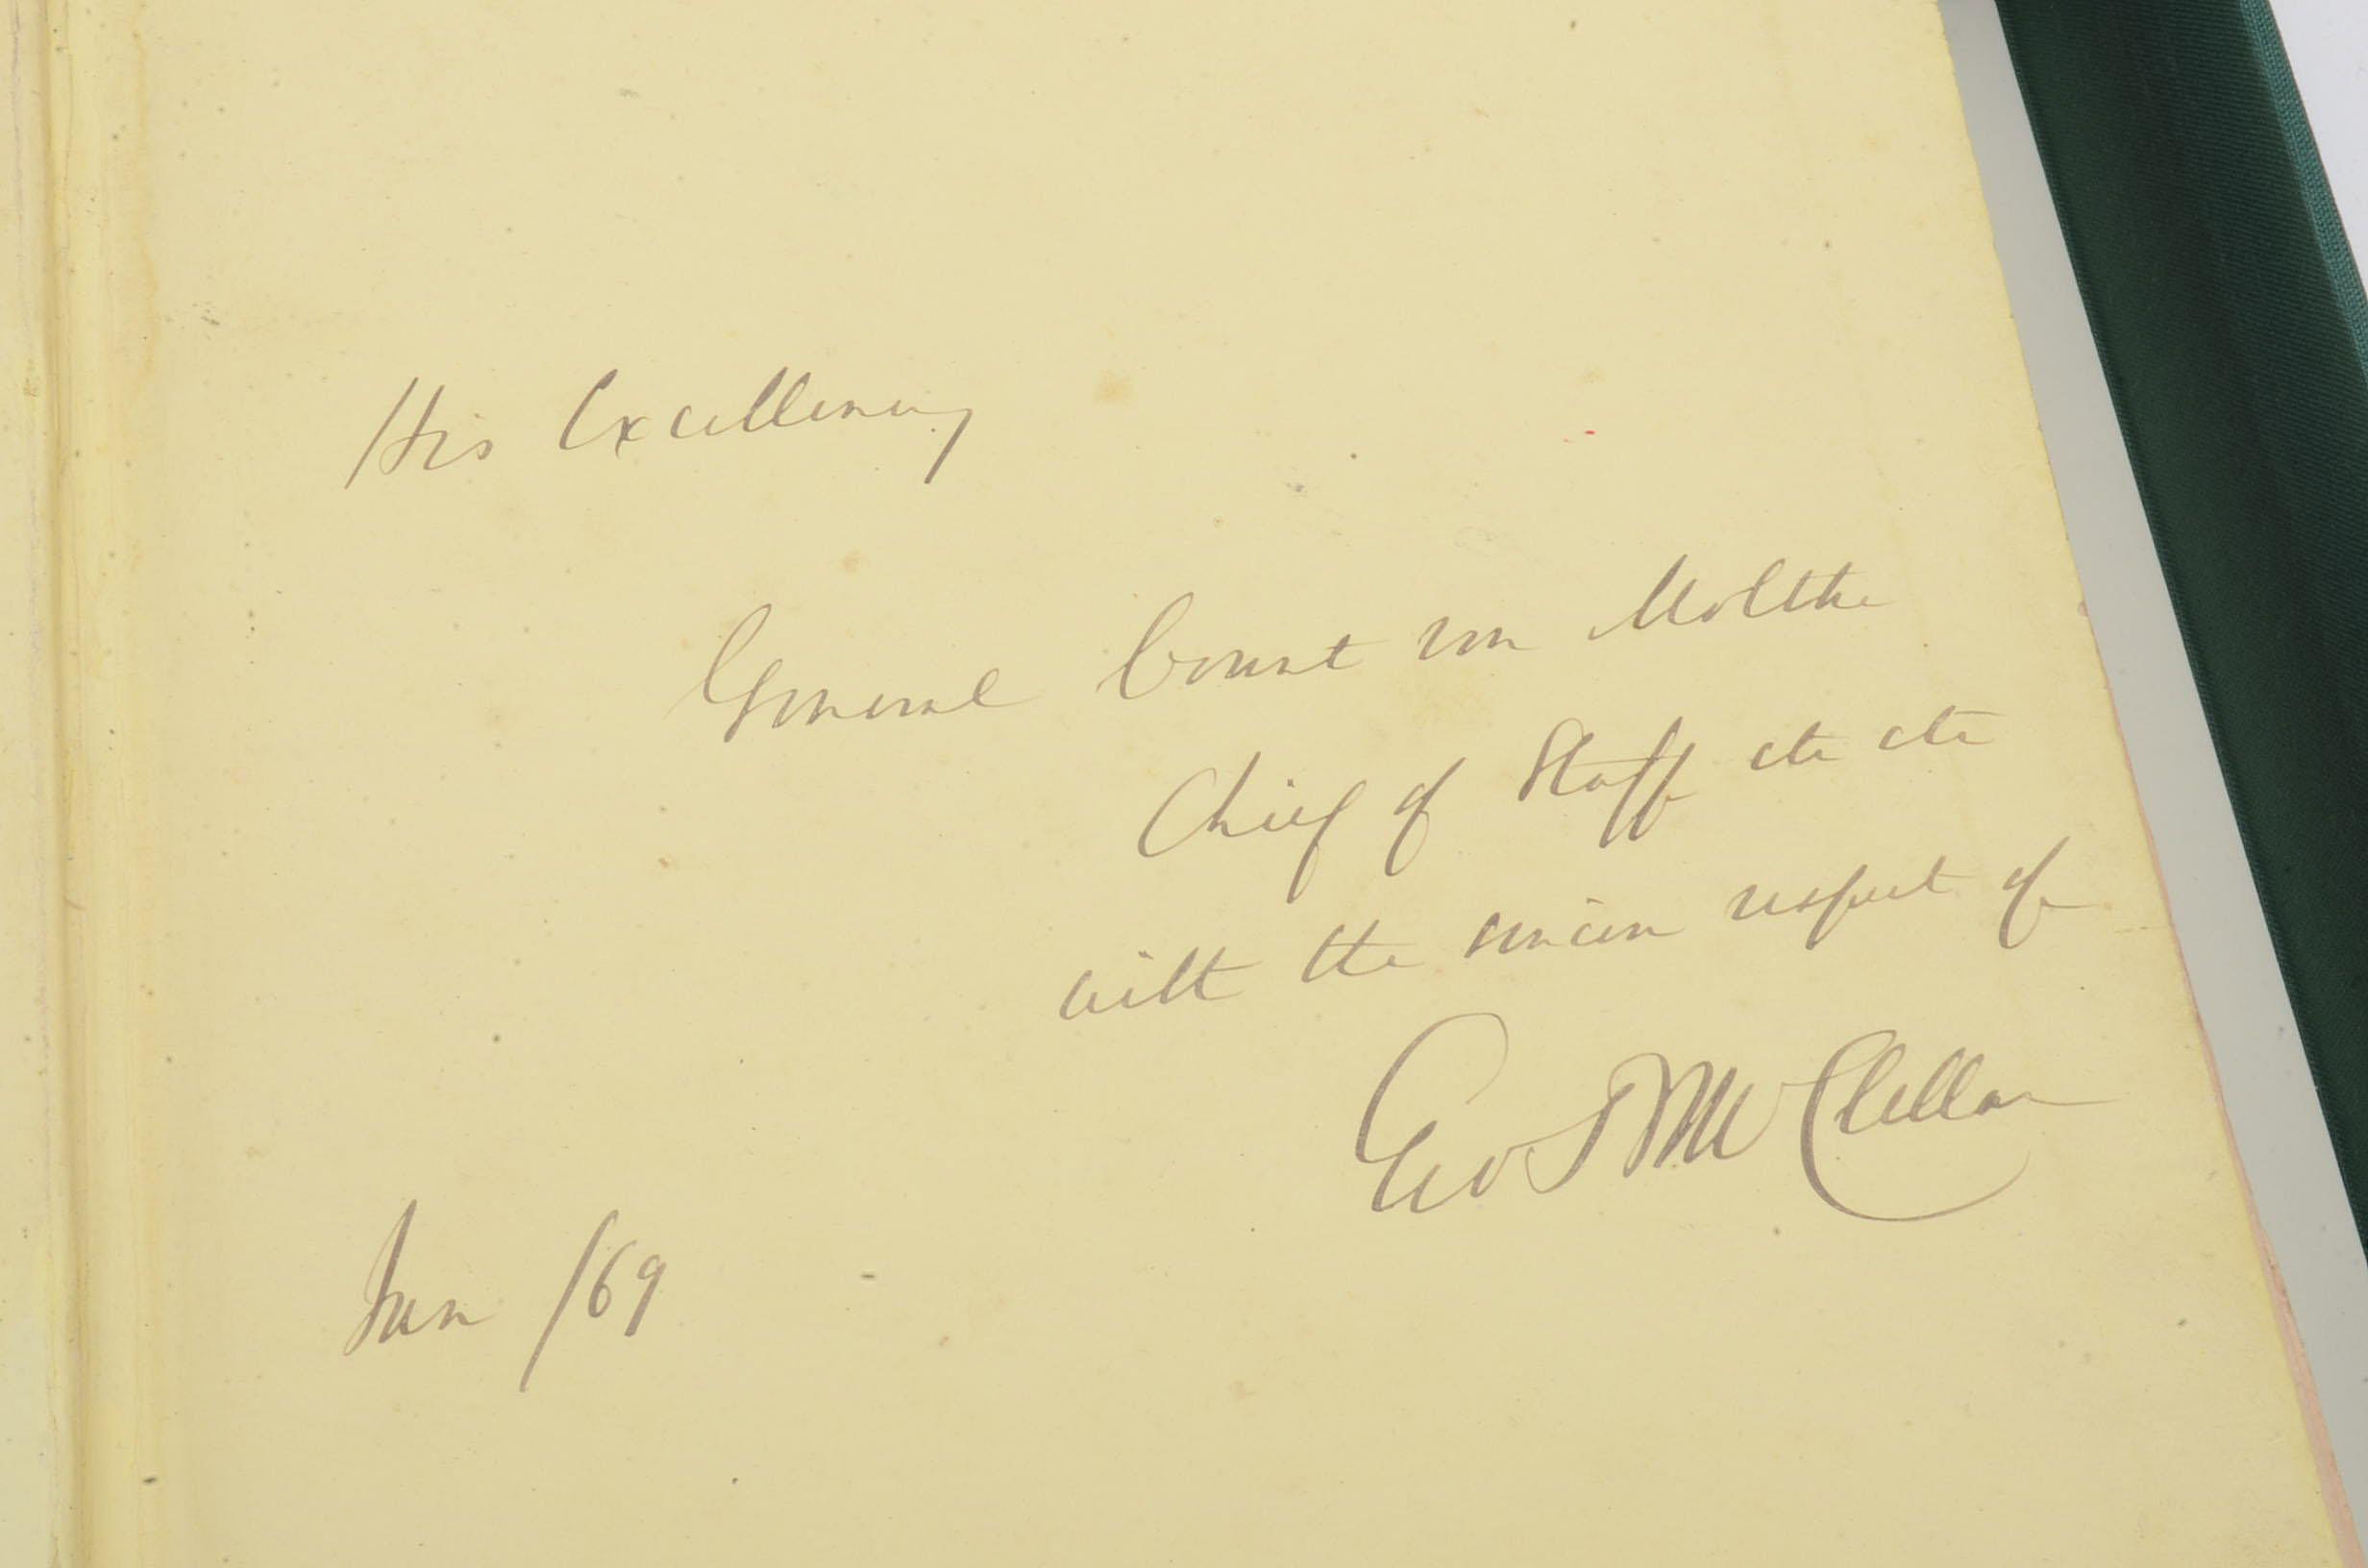 His Excellency
General Count von Moltke
Chief of Staff etc etc
with the sincere respect of
Geo B McClellan
Jan /69